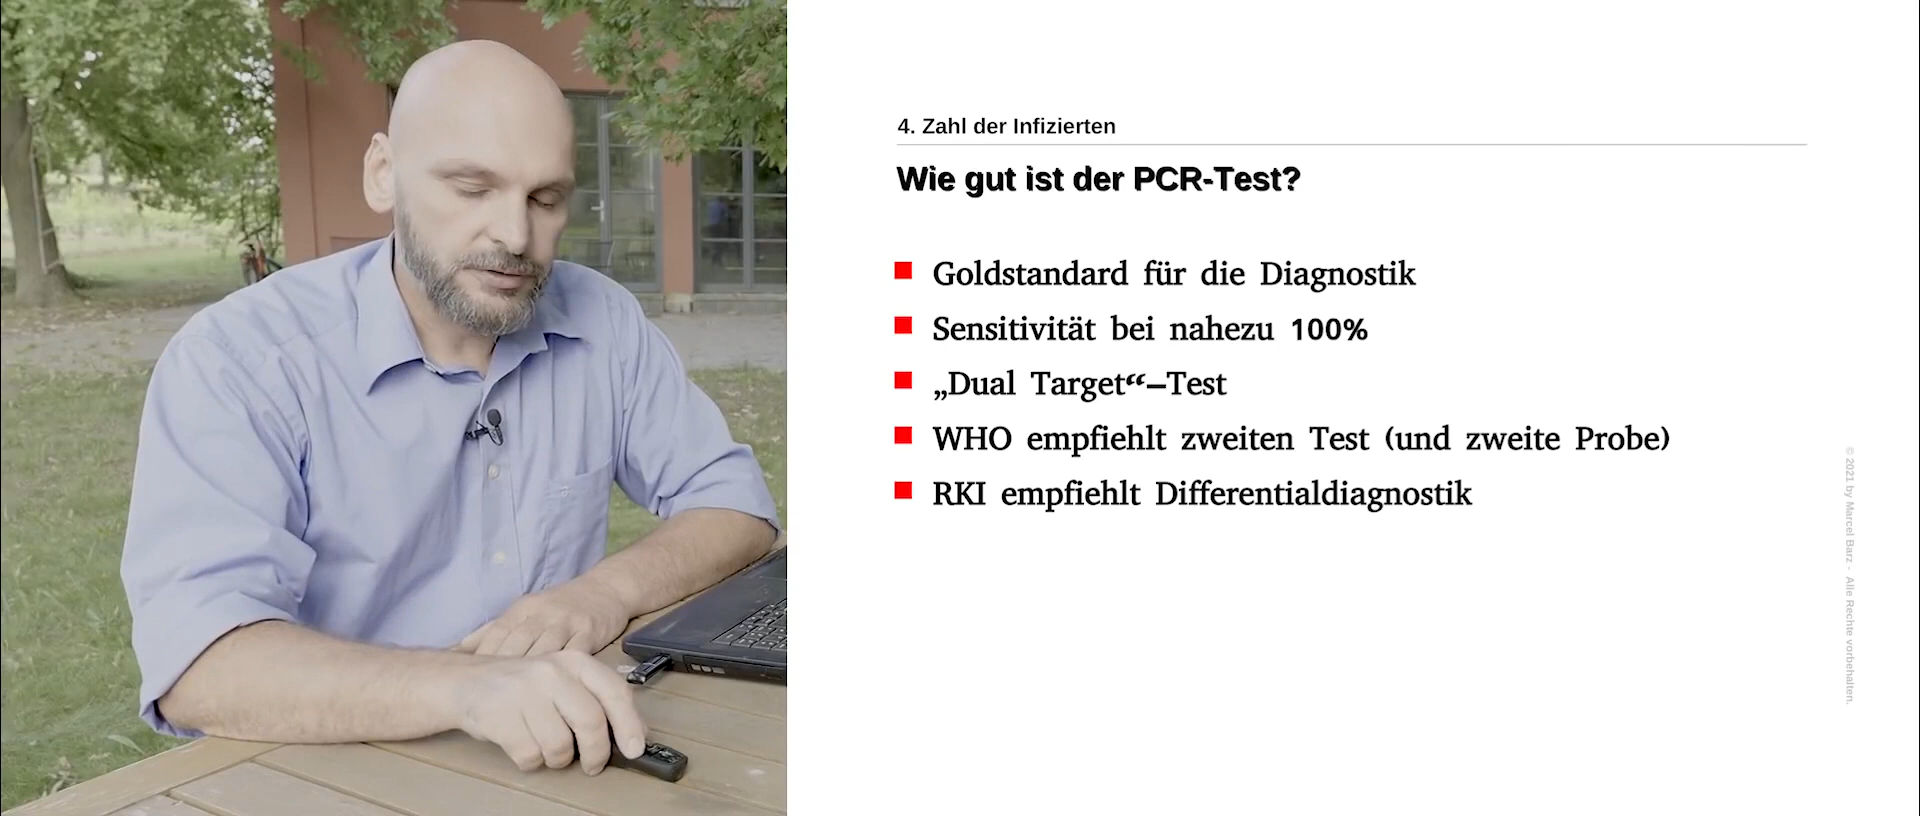 4. Zahl der Infizierten
Wie gut ist der PCR-Test?
Goldstandard für die Diagnostik
Sensitivität bei nahezu 100%
„Dual Target“–Test
WHO empfiehlt zweiten Test (und zweite Probe)
RKI empfiehlt Differentialdiagnostik
© 2021 by Marcel Barz - Alle Rechte vorbehalten.